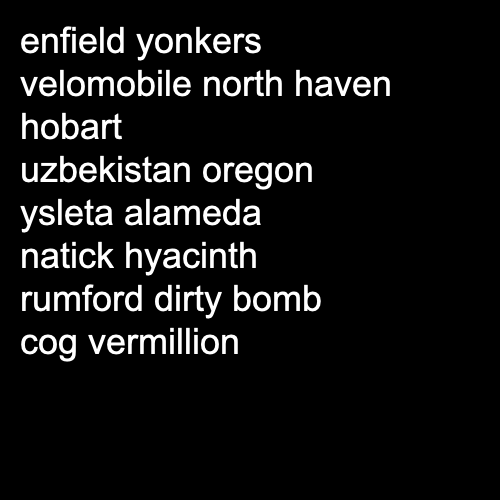 enfield yonkers
velomobile north haven
hobart
uzbekistan oregon
ysleta alameda
natick hyacinth
rumford dirty bomb
cog vermillion